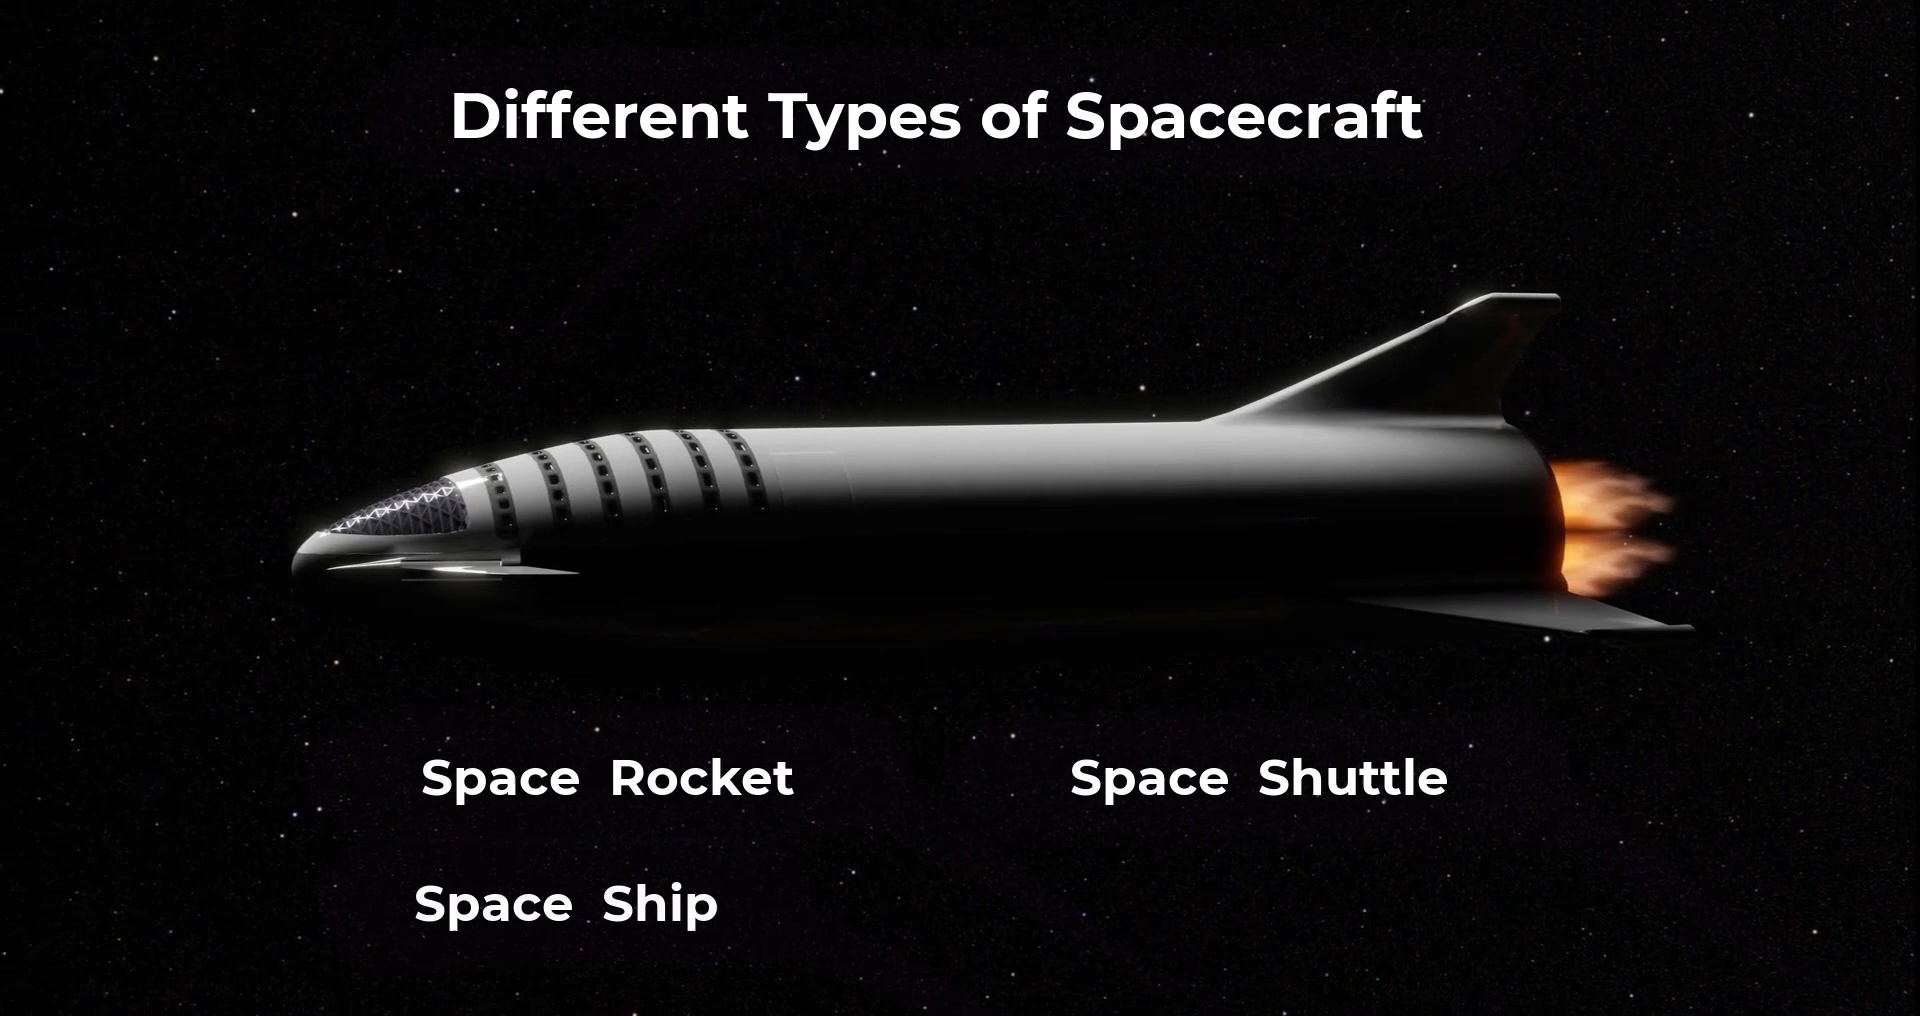 Different Types of Spacecraft
Space Rocket
Space Shuttle
Space Ship